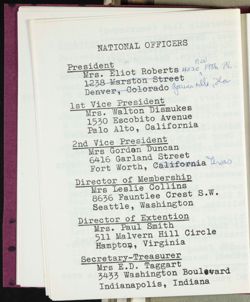 NATIONAL OFFICERS
President
Mrs. Eliot Roberts
1238 Marston Street
Denver, Colorado
1st Vice President
Mrs. Walton Dismukes
1530 Escobito Avenue
Palo Alto, California
2nd Vice President
Mrs Gordon Duncan
6416 Garland Street
Fort Worth, California Texas
Director of Membership
Mrs Leslie Collins
8636 Fauntlee Crest S.W.
Seattle, Washington
Director of Extention
Mrs. Paul Smith
511 Malvern Hill Circle
Hampton, Virginia
Secretary-Treasurer
Mrs E.D. Taggart
3433 Washington Boulevard
Indianapolis, Indiana